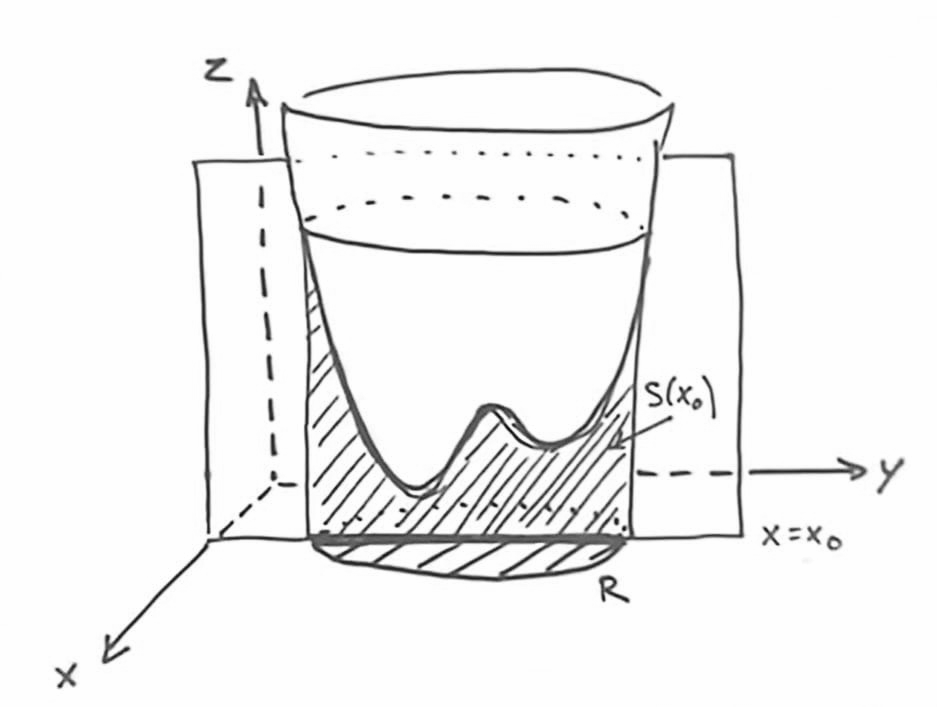 Z
S(x₀)
y
x = x₀
R
x